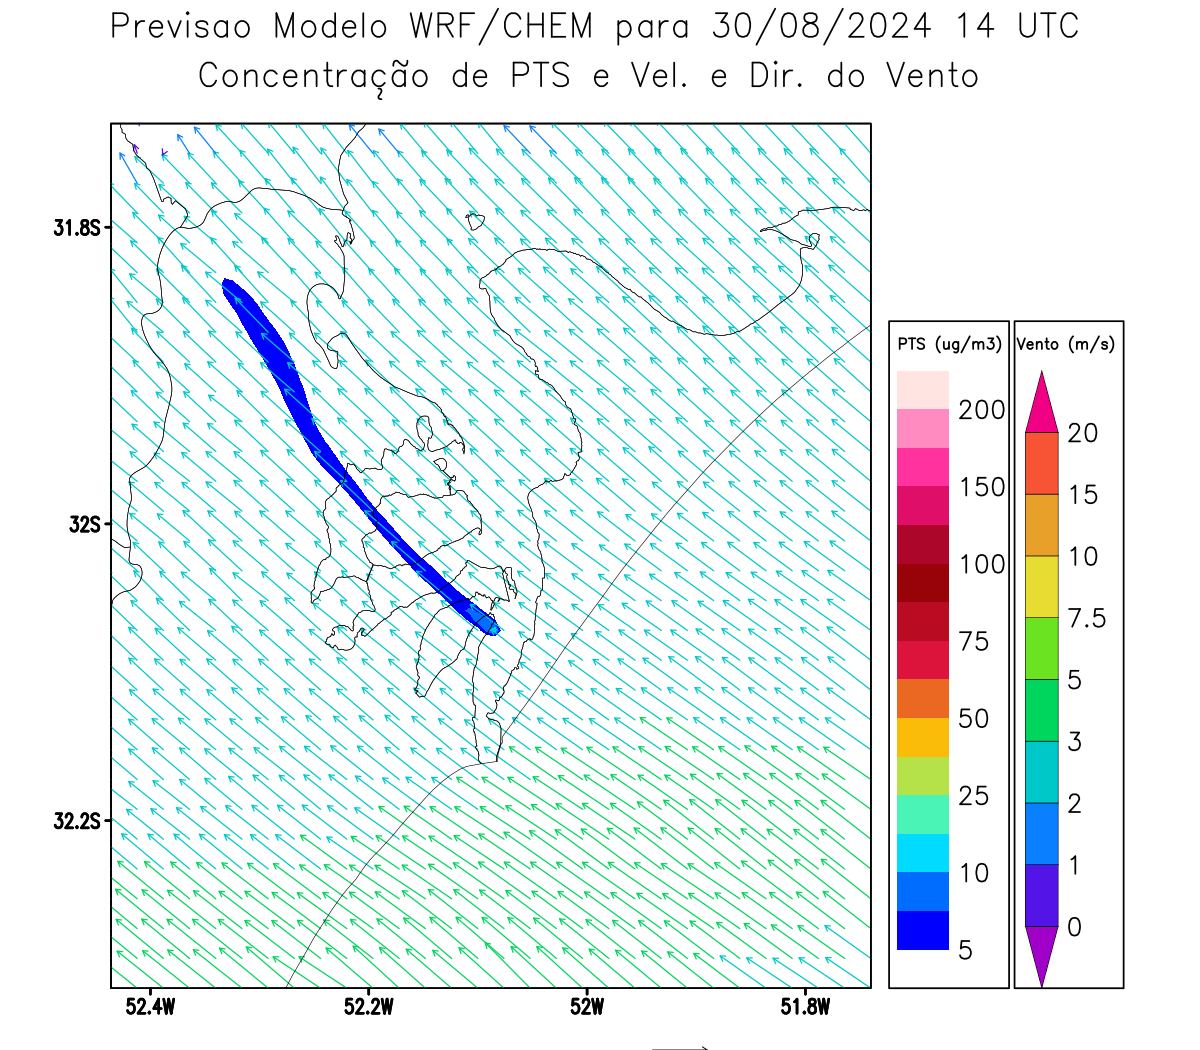 Previsao Modelo WRF/CHEM para 30/08/2024 14 UTC
Concentração de PTS e Vel. e Dir. do Vento
31.8S
32S
32.2S
52.4W 52.2W 52W 51.8W
PTS (ug/m3)
200
150
100
75
50
25
10
5
Vento (m/s)
20
15
10
7.5
5
3
2
1
0